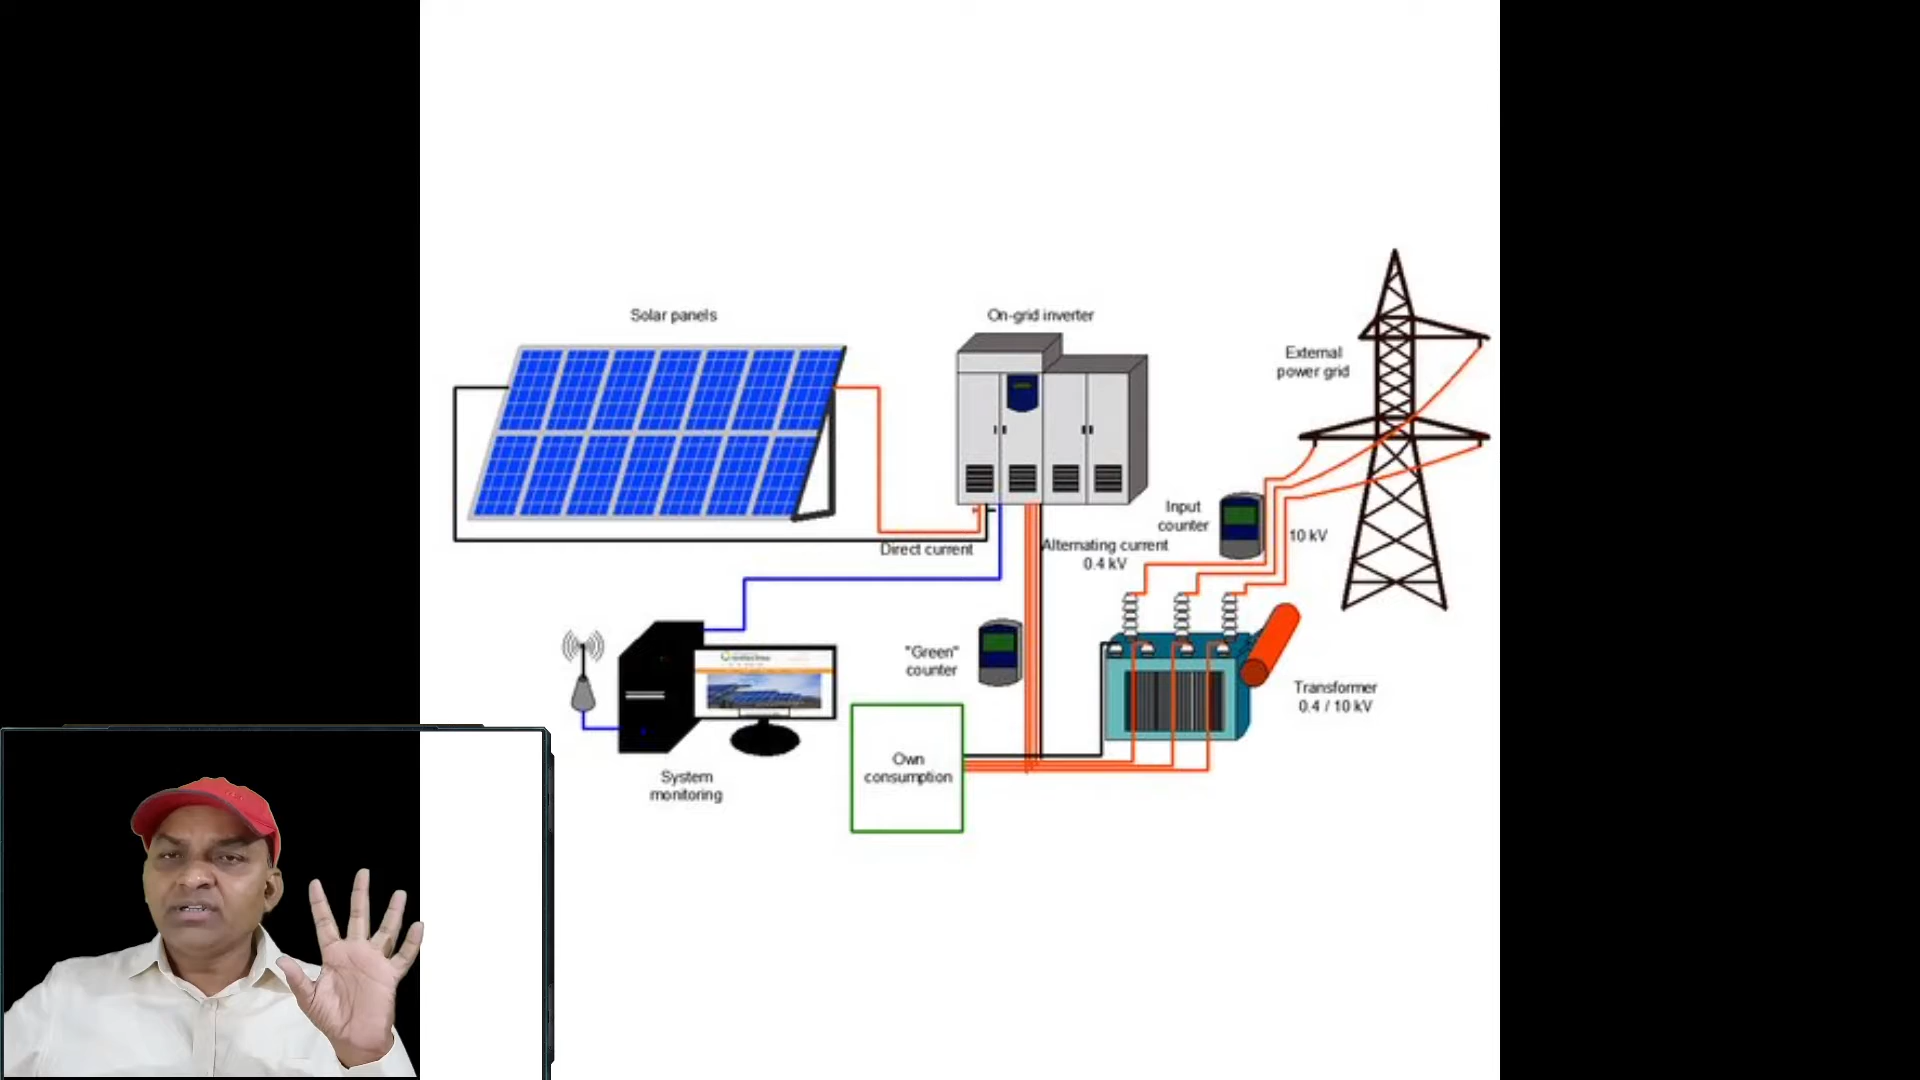 Solar panels
On-grid inverter
External
power grid
Input
counter
10 kV
Direct current
Alternating current
0.4 kV
"Green"
counter
Transformer
0.4 / 10 kV
Own
consumption
System
monitoring